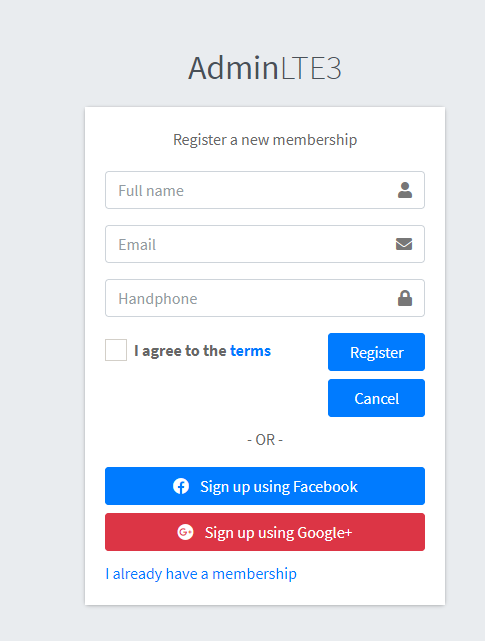 AdminLTE3
Register a new membership
Full name
Email
Handphone
I agree to the terms
Register
Cancel
- OR -
Sign up using Facebook
Sign up using Google+
I already have a membership